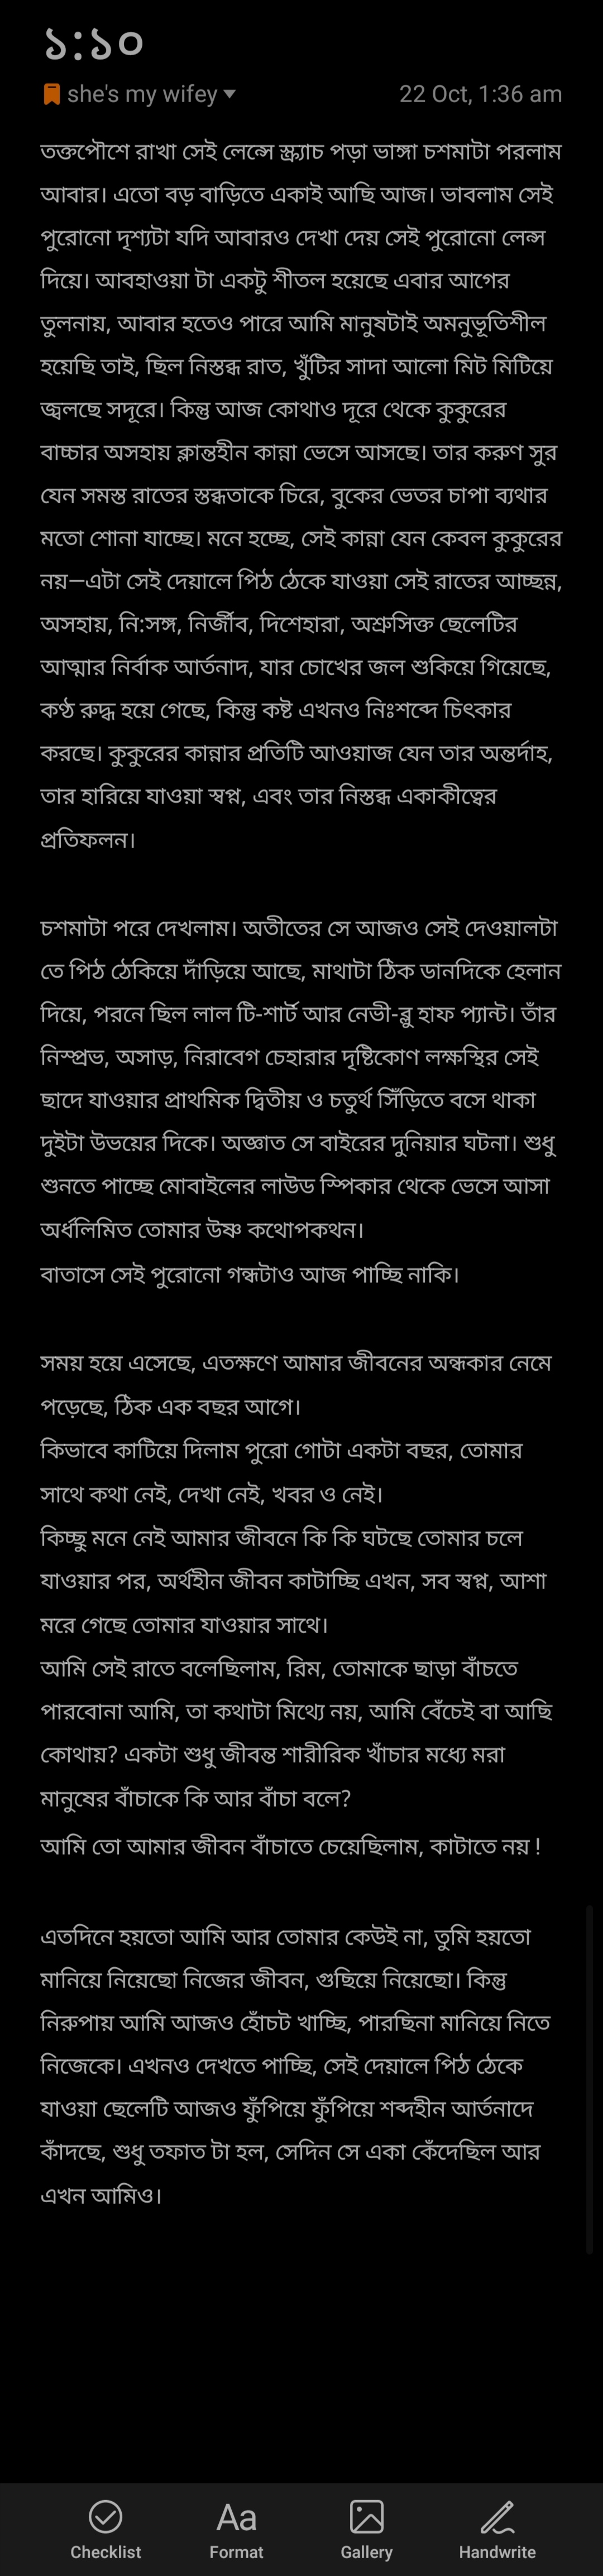 ১:১০
she's my wifey
22 Oct, 1:36 am
তক্তপৌশে রাখা সেই লেন্সে স্ক্র্যাচ পড়া ভাঙ্গা চশমাটা পরলাম
আবার। এতো বড় বাড়িতে একাই আছি আজ। ভাবলাম সেই
পুরোনো দৃশ্যটা যদি আবারও দেখা দেয় সেই পুরোনো লেন্স
দিয়ে। আবহাওয়া টা একটু শীতল হয়েছে এবার আগের
তুলনায়, আবার হতেও পারে আমি মানুষটাই অমনুভূতিশীল
হয়েছি তাই, ছিল নিস্তব্ধ রাত, খুঁটির সাদা আলো মিট মিটিয়ে
জ্বলছে সদূরে। কিন্তু আজ কোথাও দূরে থেকে কুকুরের
বাচ্চার অসহায় ক্লান্তহীন কান্না ভেসে আসছে। তার করুণ সুর
যেন সমস্ত রাতের স্তব্ধতাকে চিরে, বুকের ভেতর চাপা ব্যথার
মতো শোনা যাচ্ছে। মনে হচ্ছে, সেই কান্না যেন কেবল কুকুরের
নয়—এটা সেই দেয়ালে পিঠ ঠেকে যাওয়া সেই রাতের আচ্ছন্ন,
অসহায়, নি:সঙ্গ, নির্জীব, দিশেহারা, অশ্রুসিক্ত ছেলেটির
আত্মার নির্বাক আর্তনাদ, যার চোখের জল শুকিয়ে গিয়েছে,
কণ্ঠ রুদ্ধ হয়ে গেছে, কিন্তু কষ্ট এখনও নিঃশব্দে চিৎকার
করছে। কুকুরের কান্নার প্রতিটি আওয়াজ যেন তার অন্তর্দাহ,
তার হারিয়ে যাওয়া স্বপ্ন, এবং তার নিস্তব্ধ একাকীত্বের
প্রতিফলন।
চশমাটা পরে দেখলাম। অতীতের সে আজও সেই দেওয়ালটা
তে পিঠ ঠেকিয়ে দাঁড়িয়ে আছে, মাথাটা ঠিক ডানদিকে হেলান
দিয়ে, পরনে ছিল লাল টি-শার্ট আর নেভী-ব্লু হাফ প্যান্ট। তাঁর
নিস্প্রভ, অসাড়, নিরাবেগ চেহারার দৃষ্টিকোণ লক্ষস্থির সেই
ছাদে যাওয়ার প্রাথমিক দ্বিতীয় ও চতুর্থ সিঁড়িতে বসে থাকা
দুইটা উভয়ের দিকে। অজ্ঞাত সে বাইরের দুনিয়ার ঘটনা। শুধু
শুনতে পাচ্ছে মোবাইলের লাউড স্পিকার থেকে ভেসে আসা
অর্ধলিমিত তোমার উষ্ণ কথোপকথন।
বাতাসে সেই পুরোনো গন্ধটাও আজ পাচ্ছি নাকি।
সময় হয়ে এসেছে, এতক্ষণে আমার জীবনের অন্ধকার নেমে
পড়েছে, ঠিক এক বছর আগে।
কিভাবে কাটিয়ে দিলাম পুরো গোটা একটা বছর, তোমার
সাথে কথা নেই, দেখা নেই, খবর ও নেই।
কিচ্ছু মনে নেই আমার জীবনে কি কি ঘটছে তোমার চলে
যাওয়ার পর, অর্থহীন জীবন কাটাচ্ছি এখন, সব স্বপ্ন, আশা
মরে গেছে তোমার যাওয়ার সাথে।
আমি সেই রাতে বলেছিলাম, রিম, তোমাকে ছাড়া বাঁচতে
পারবোনা আমি, তা কথাটা মিথ্যে নয়, আমি বেঁচেই বা আছি
কোথায়? একটা শুধু জীবন্ত শারীরিক খাঁচার মধ্যে মরা
মানুষের বাঁচাকে কি আর বাঁচা বলে?
আমি তো আমার জীবন বাঁচাতে চেয়েছিলাম, কাটাতে নয় !
এতদিনে হয়তো আমি আর তোমার কেউই না, তুমি হয়তো
মানিয়ে নিয়েছো নিজের জীবন, গুছিয়ে নিয়েছো। কিন্তু
নিরুপায় আমি আজও হোঁচট খাচ্ছি, পারছিনা মানিয়ে নিতে
নিজেকে। এখনও দেখতে পাচ্ছি, সেই দেয়ালে পিঠ ঠেকে
যাওয়া ছেলেটি আজও ফুঁপিয়ে ফুঁপিয়ে শব্দহীন আর্তনাদে
কাঁদছে, শুধু তফাত টা হল, সেদিন সে একা কেঁদেছিল আর
এখন আমিও।
Checklist
Aa
Format
Gallery
Handwrite